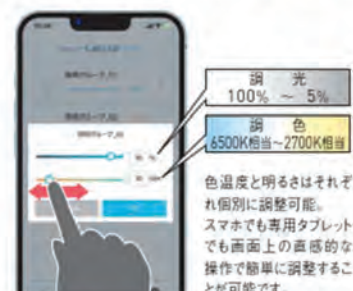 調 光
100% ～ 5%
調 色
6500K相当～2700K相当
色温度と明るさはそれぞ
れ個別に調整可能。
スマホでも専用タブレット
でも画面上の直感的な
操作で簡単に調整するこ
とが可能です。